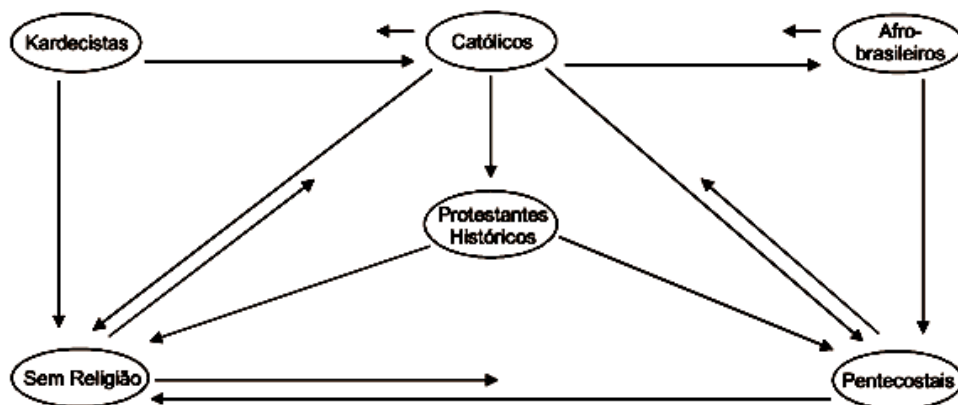 Kardecistas
Católicos
Afro-
brasileiros
Protestantes
Históricos
Sem Religião
Pentecostais